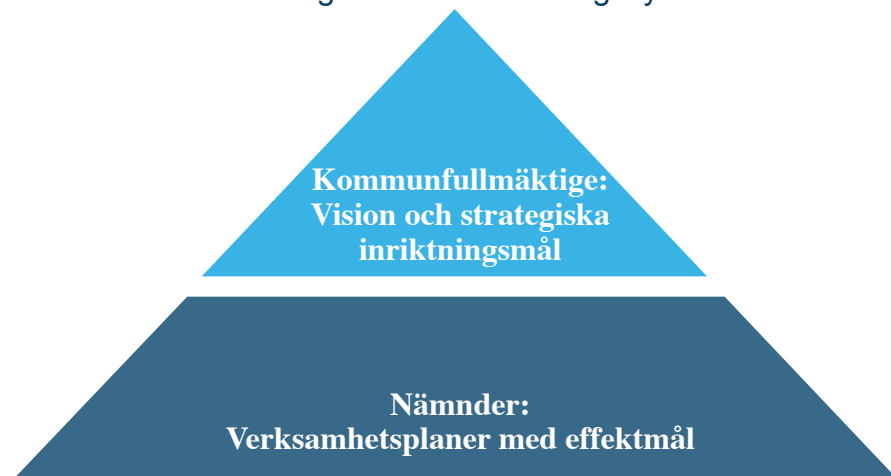 Kommunfullmäktige:
Vision och strategiska
inriktningsmål
Nämnder:
Verksamhetsplaner med effektmål